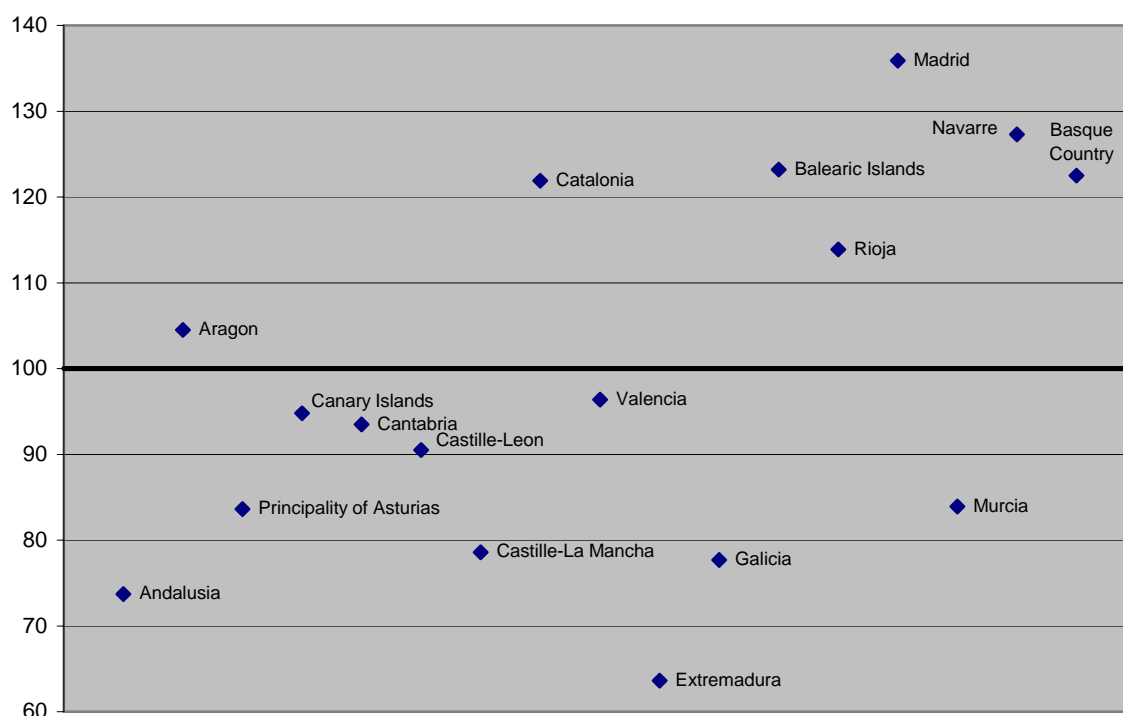 140
Madrid
130
Navarre
Basque
Country
Balearic Islands
Catalonia
120
Rioja
110
Aragon
100
Canary Islands
Valencia
Cantabria
Castille-Leon
90
Principality of Asturias
Murcia
80
Castille-La Mancha
Galicia
Andalusia
70
Extremadura
60